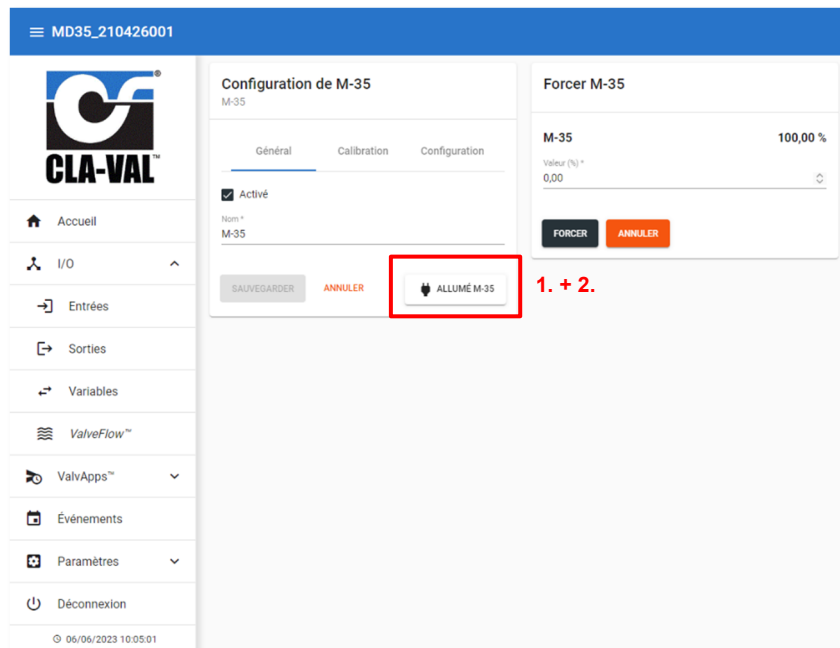 MD35_210426001
CLA-VAL™
Accueil
I/O
Entrées
Sorties
Variables
ValveFlow™
ValvApps™
Événements
Paramètres
Déconnexion
06/06/2023 10:05:01
Configuration de M-35
M-35
Général Calibration Configuration
Activé
Nom *
M-35
SAUVEGARDER ANNULER ALLUMÉ M-35
1. + 2.
Forcer M-35
M-35 100,00 %
Valeur (%) *
0,00
FORCER ANNULER